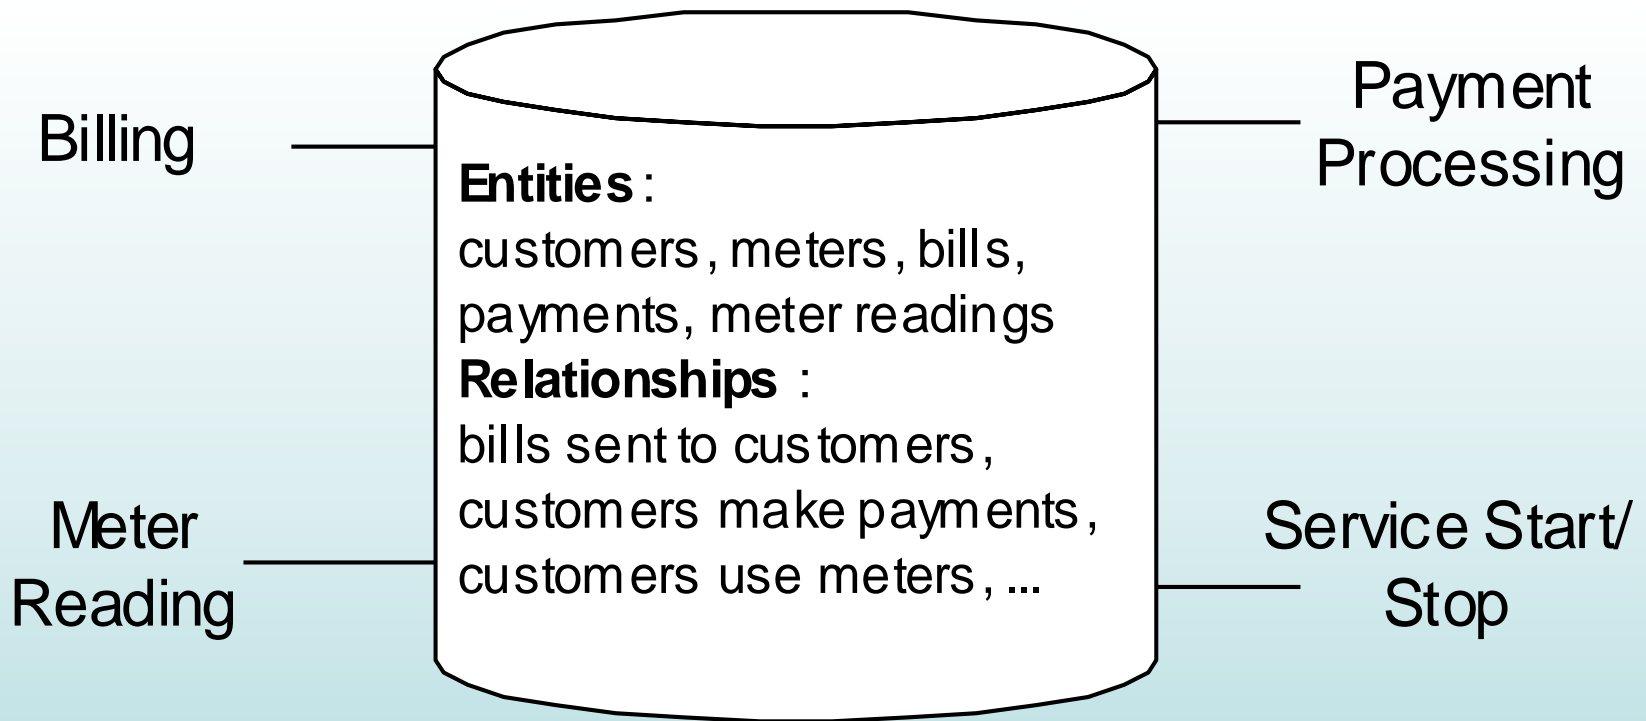 Billing
Payment
Processing
Entities:
customers, meters, bills,
payments, meter readings
Relationships :
bills sent to customers,
customers make payments,
customers use meters, ...
Meter
Reading
Service Start/
Stop